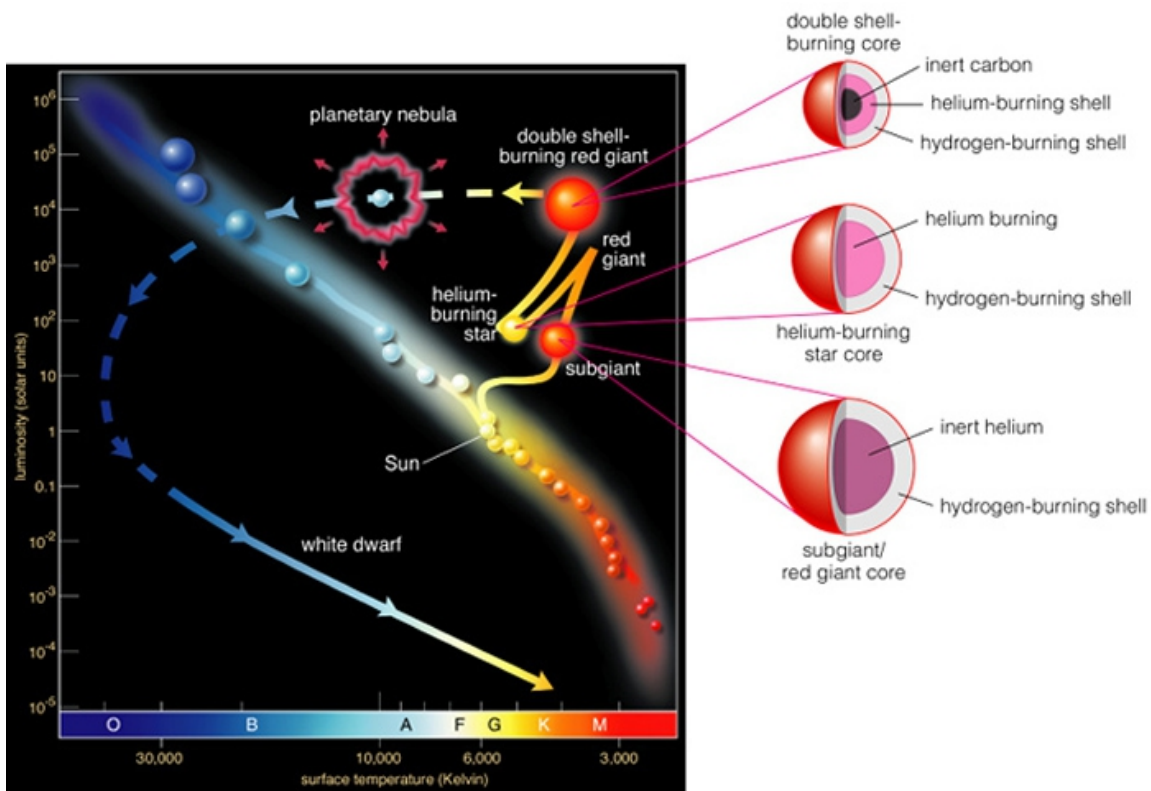 double shell-
burning core
inert carbon
helium-burning shell
hydrogen-burning shell
planetary nebula
double shell-
burning red giant
red
giant
helium-
burning
star
subgiant
helium burning
hydrogen-burning shell
helium-burning
star core
inert helium
hydrogen-burning shell
subgiant/
red giant core
Sun
white dwarf
luminosity (solar units)
10⁶
10⁵
10⁴
10³
10²
10
1
0.1
10⁻²
10⁻³
10⁻⁴
10⁻⁵
O B A F G K M
30,000 10,000 6,000 3,000
surface temperature (Kelvin)